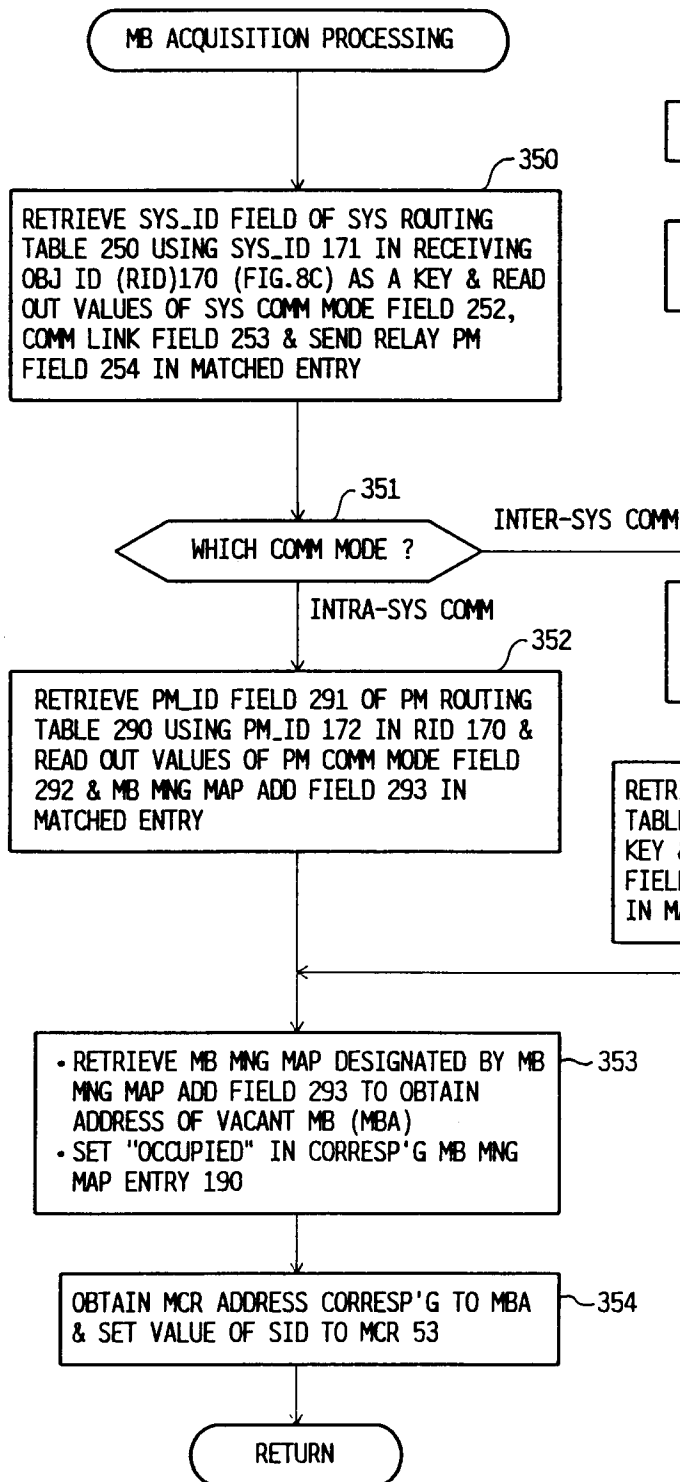 MB ACQUISITION PROCESSING
350
RETRIEVE SYS_ID FIELD OF SYS ROUTING
TABLE 250 USING SYS_ID 171 IN RECEIVING
OBJ ID (RID)170 (FIG.8C) AS A KEY & READ
OUT VALUES OF SYS COMM MODE FIELD 252,
COMM LINK FIELD 253 & SEND RELAY PM
FIELD 254 IN MATCHED ENTRY
351
WHICH COMM MODE ?
INTER-SYS COMM
INTRA-SYS COMM
352
RETRIEVE PM_ID FIELD 291 OF PM ROUTING
TABLE 290 USING PM_ID 172 IN RID 170 &
READ OUT VALUES OF PM COMM MODE FIELD
292 & MB MNG MAP ADD FIELD 293 IN
MATCHED ENTRY
RETR
TABL
KEY &
FIEL
IN M
• RETRIEVE MB MNG MAP DESIGNATED BY MB
MNG MAP ADD FIELD 293 TO OBTAIN
ADDRESS OF VACANT MB (MBA)
• SET "OCCUPIED" IN CORRESP'G MB MNG
MAP ENTRY 190
353
OBTAIN MCR ADDRESS CORRESP'G TO MBA
& SET VALUE OF SID TO MCR 53
354
RETURN